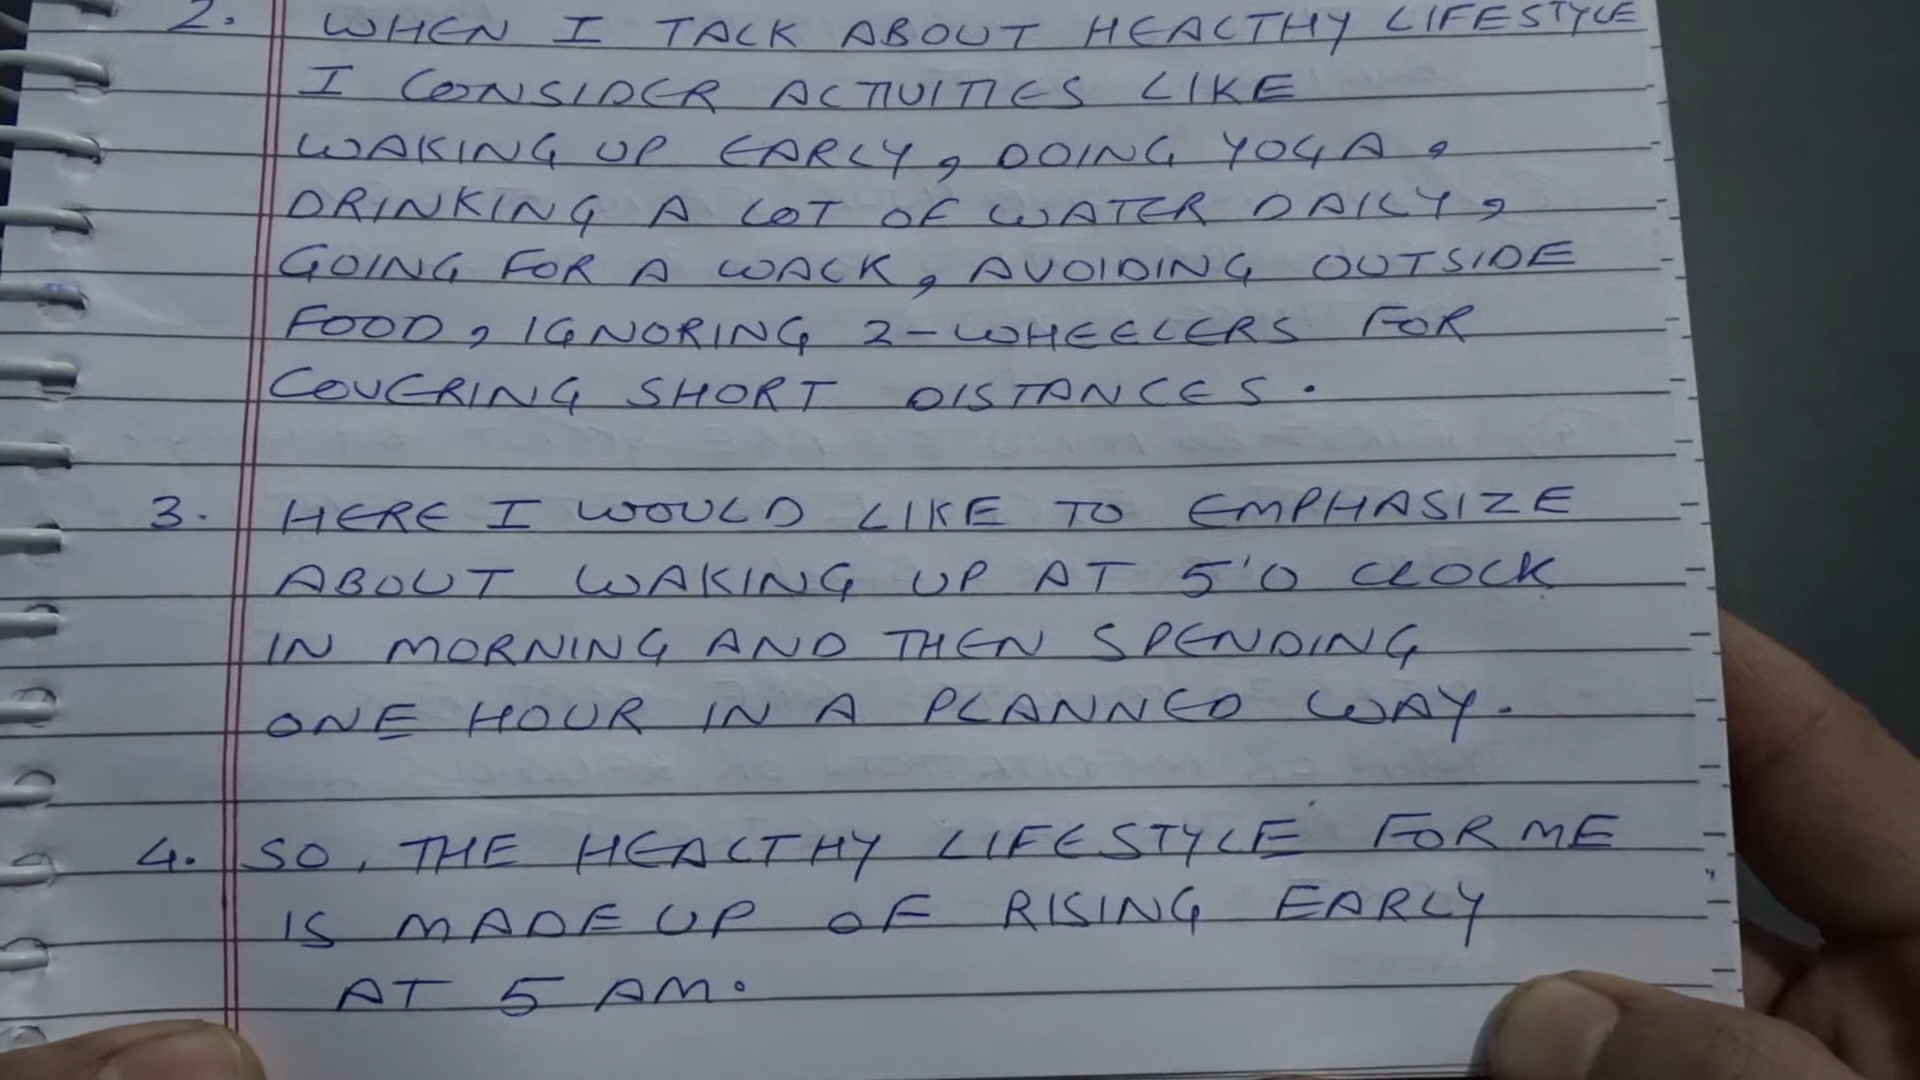 2. WHEN I TALK ABOUT HEALTHY LIFESTYLE
I CONSIDER ACTIVITIES LIKE
WAKING UP EARLY, DOING YOGA,
DRINKING A LOT OF WATER DAILY,
GOING FOR A WALK, AVOIDING OUTSIDE
FOOD, IGNORING 2-WHEELERS FOR
COVERING SHORT DISTANCES.
3. HERE I WOULD LIKE TO EMPHASIZE
ABOUT WAKING UP AT 5'O CLOCK
IN MORNING AND THEN SPENDING
ONE HOUR IN A PLANNED WAY.
4. SO, THE HEALTHY LIFESTYLE FOR ME
IS MADE UP OF RISING EARLY
AT 5 AM.